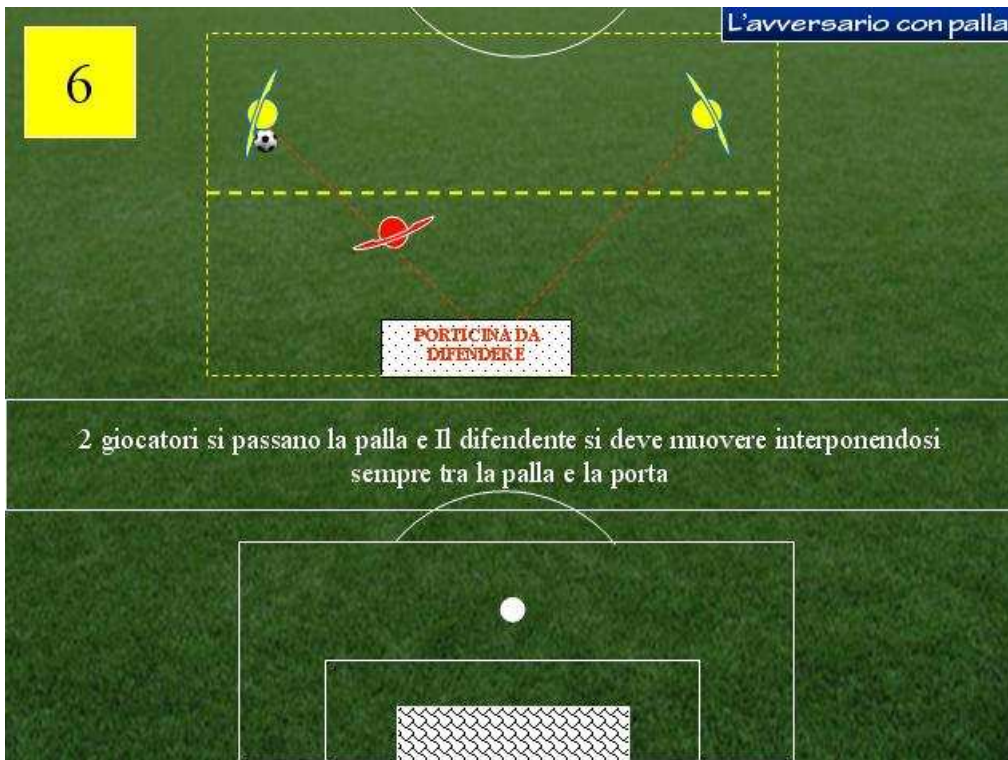 L'avversario con palla
6
PORTICINA DA
DIFENDERE
2 giocatori si passano la palla e Il difendente si deve muovere interponendosi
sempre tra la palla e la porta